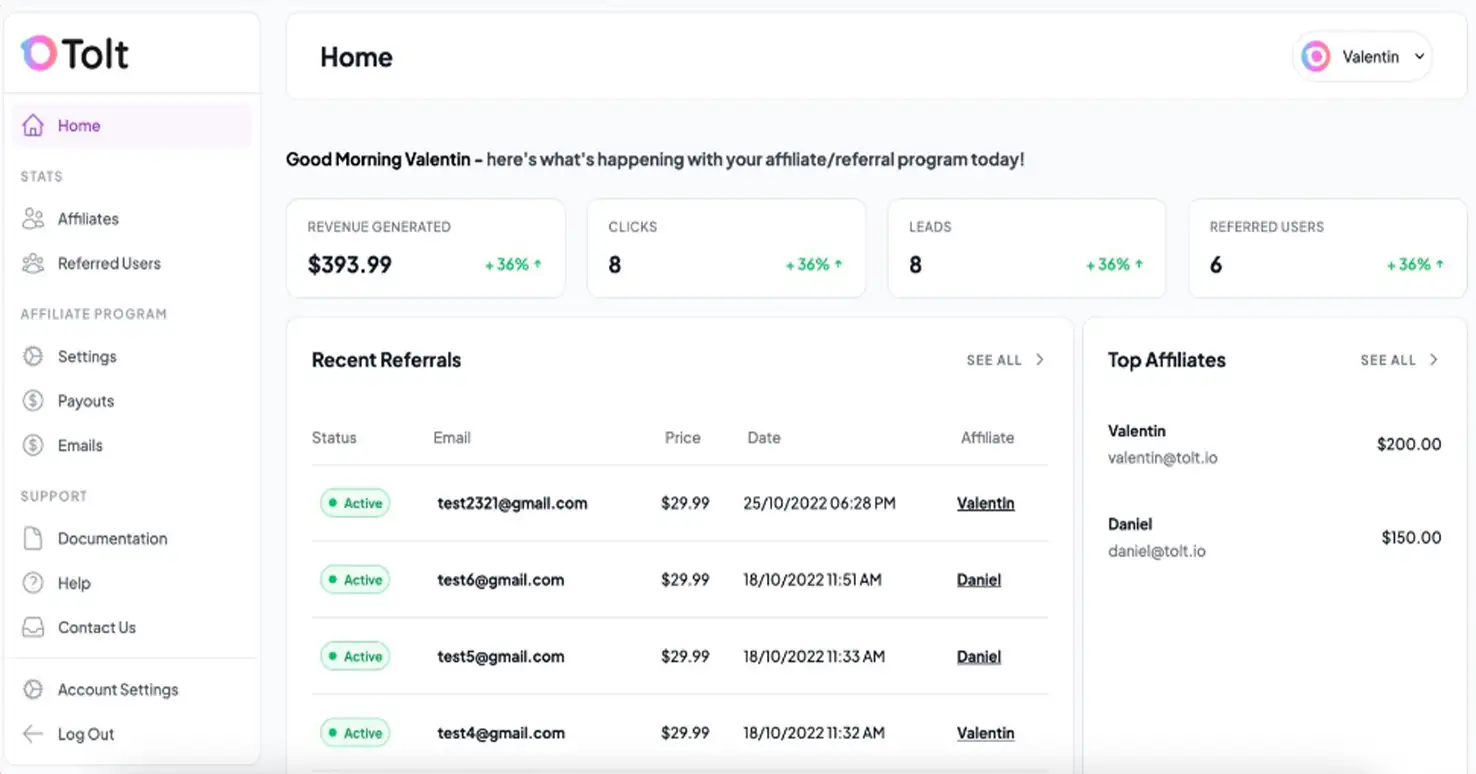 Tolt
Home
STATS
Affiliates
Referred Users
AFFILIATE PROGRAM
Settings
Payouts
Emails
SUPPORT
Documentation
Help
Contact Us
Account Settings
Log Out
Home
Valentin
Good Morning Valentin - here's what's happening with your affiliate/referral program today!
REVENUE GENERATED
$393.99 +36% ↑
CLICKS
8 +36% ↑
LEADS
8 +36% ↑
REFERRED USERS
6 +36% ↑
Recent Referrals SEE ALL
Status Email Price Date Affiliate
Active test2321@gmail.com $29.99 25/10/2022 06:28 PM Valentin
Active test6@gmail.com $29.99 18/10/2022 11:51 AM Daniel
Active test5@gmail.com $29.99 18/10/2022 11:33 AM Daniel
Active test4@gmail.com $29.99 18/10/2022 11:32 AM Valentin
Top Affiliates SEE ALL
Valentin
valentin@tolt.io
$200.00
Daniel
daniel@tolt.io
$150.00